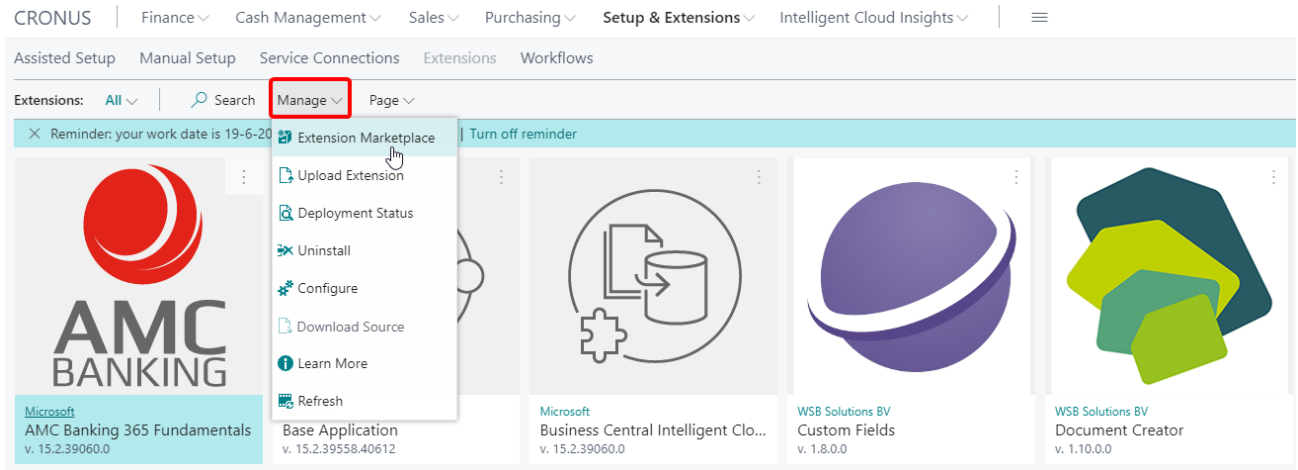 CRONUS Finance Cash Management Sales Purchasing Setup & Extensions Intelligent Cloud Insights
Assisted Setup Manual Setup Service Connections Extensions Workflows
Extensions: All Search Manage Page
Reminder: your work date is 19-6-20 | Turn off reminder
Extension Marketplace
Upload Extension
Deployment Status
Uninstall
Configure
Download Source
Learn More
Refresh
AMC
BANKING
Microsoft
AMC Banking 365 Fundamentals
v. 15.2.39060.0
Base Application
v. 15.2.39558.40612
Microsoft
Business Central Intelligent Clo...
v. 15.2.39060.0
WSB Solutions BV
Custom Fields
v. 1.8.0.0
WSB Solutions BV
Document Creator
v. 1.10.0.0